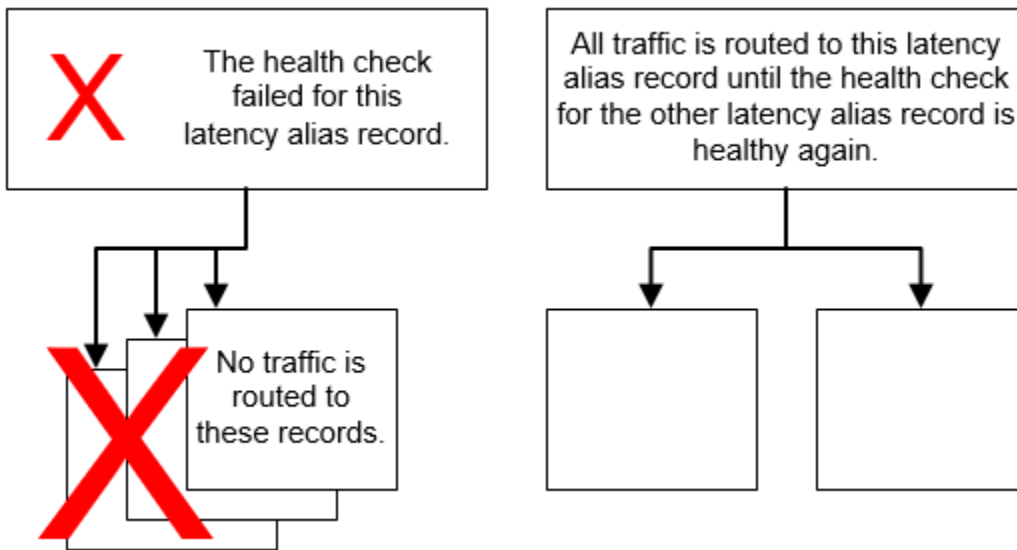 The health check
failed for this
latency alias record.
All traffic is routed to this latency
alias record until the health check
for the other latency alias record is
healthy again.
No traffic is
routed to
these records.